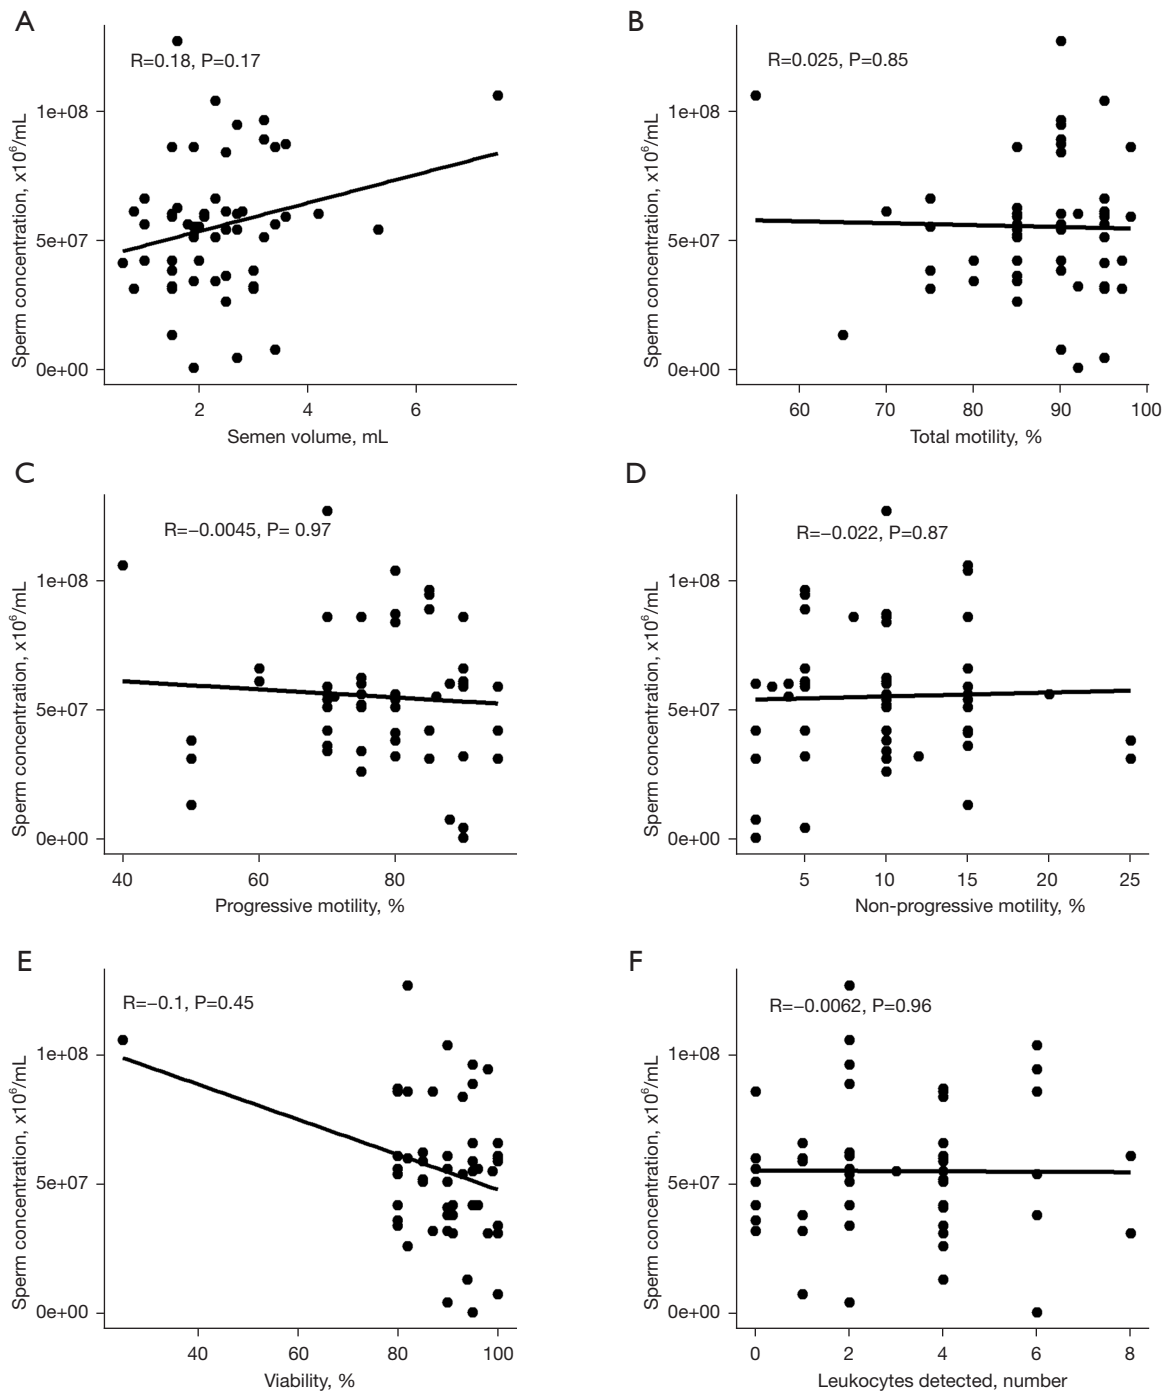 A
R=0.18, P=0.17
Sperm concentration, x10⁶/mL
1e+08
5e+07
0e+00
2 4 6
Semen volume, mL
B
R=0.025, P=0.85
Sperm concentration, x10⁶/mL
1e+08
5e+07
0e+00
60 70 80 90 100
Total motility, %
C
R=−0.0045, P= 0.97
Sperm concentration, x10⁶/mL
1e+08
5e+07
0e+00
40 60 80
Progressive motility, %
D
R=−0.022, P=0.87
Sperm concentration, x10⁶/mL
1e+08
5e+07
0e+00
5 10 15 20 25
Non-progressive motility, %
E
R=−0.1, P=0.45
Sperm concentration, x10⁶/mL
1e+08
5e+07
0e+00
40 60 80 100
Viability, %
F
R=−0.0062, P=0.96
Sperm concentration, x10⁶/mL
1e+08
5e+07
0e+00
0 2 4 6 8
Leukocytes detected, number